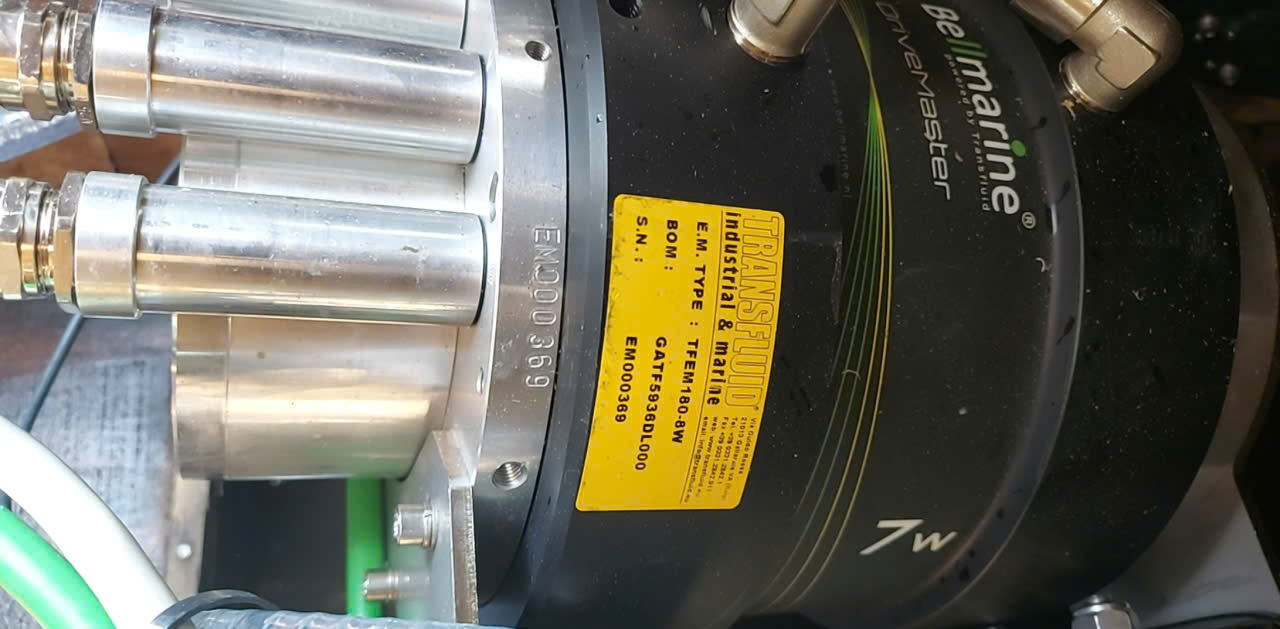 Bellmarine®
powered by Transfluid
DRIVEMASTER
TRANSFLUID®
industrial & marine
E.M. TYPE : TFEM180-8W
BOM : GATF5936DL000
S.N.: EM000369
EM000369
7W